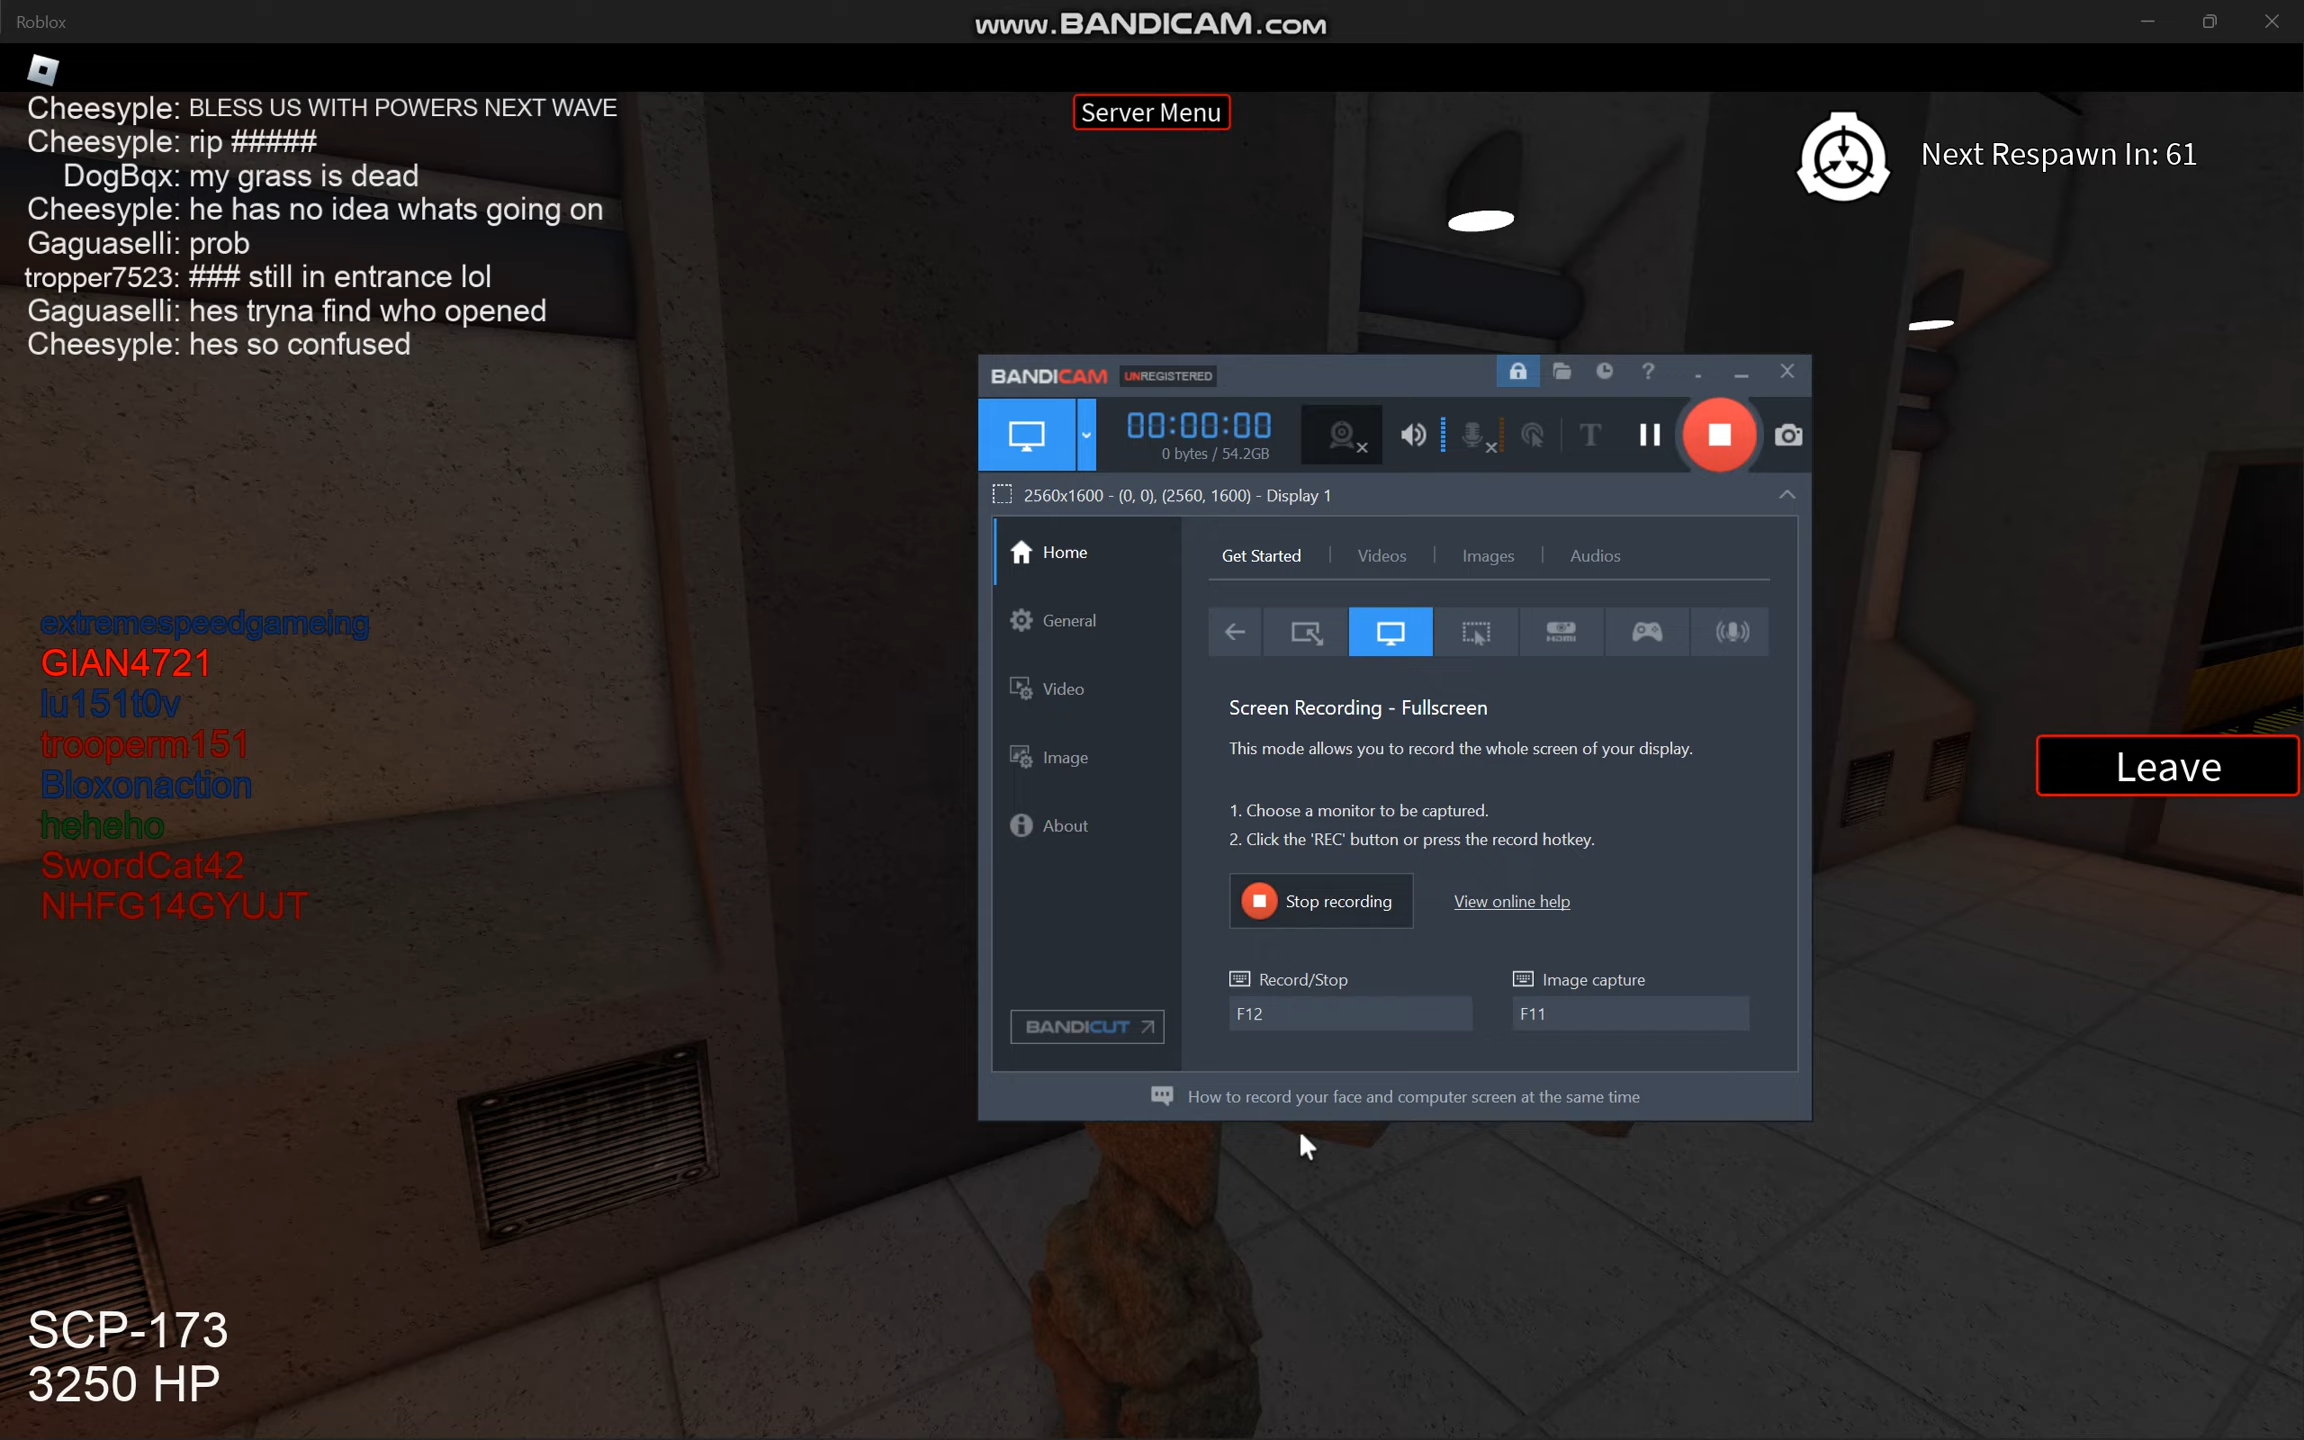 Roblox
www.BANDICAM.com
Cheesyple: BLESS US WITH POWERS NEXT WAVE
Cheesyple: rip #####
DogBqx: my grass is dead
Cheesyple: he has no idea whats going on
Gaguaselli: prob
tropper7523: ### still in entrance lol
Gaguaselli: hes tryna find who opened
Cheesyple: hes so confused
Server Menu
Next Respawn In: 61
BANDICAM UNREGISTERED
00:00:00
0 bytes / 54.2GB
2560x1600 - (0, 0), (2560, 1600) - Display 1
Home
General
Video
Image
About
BANDICUT
Get Started
Videos
Images
Audios
HDMI
Screen Recording - Fullscreen
This mode allows you to record the whole screen of your display.
1. Choose a monitor to be captured.
2. Click the 'REC' button or press the record hotkey.
Stop recording
View online help
Record/Stop
F12
Image capture
F11
How to record your face and computer screen at the same time
extremespeedgameing
GIAN4721
lu151t0v
trooperm151
Bloxonaction
heheho
SwordCat42
NHFG14GYUJT
Leave
SCP-173
3250 HP